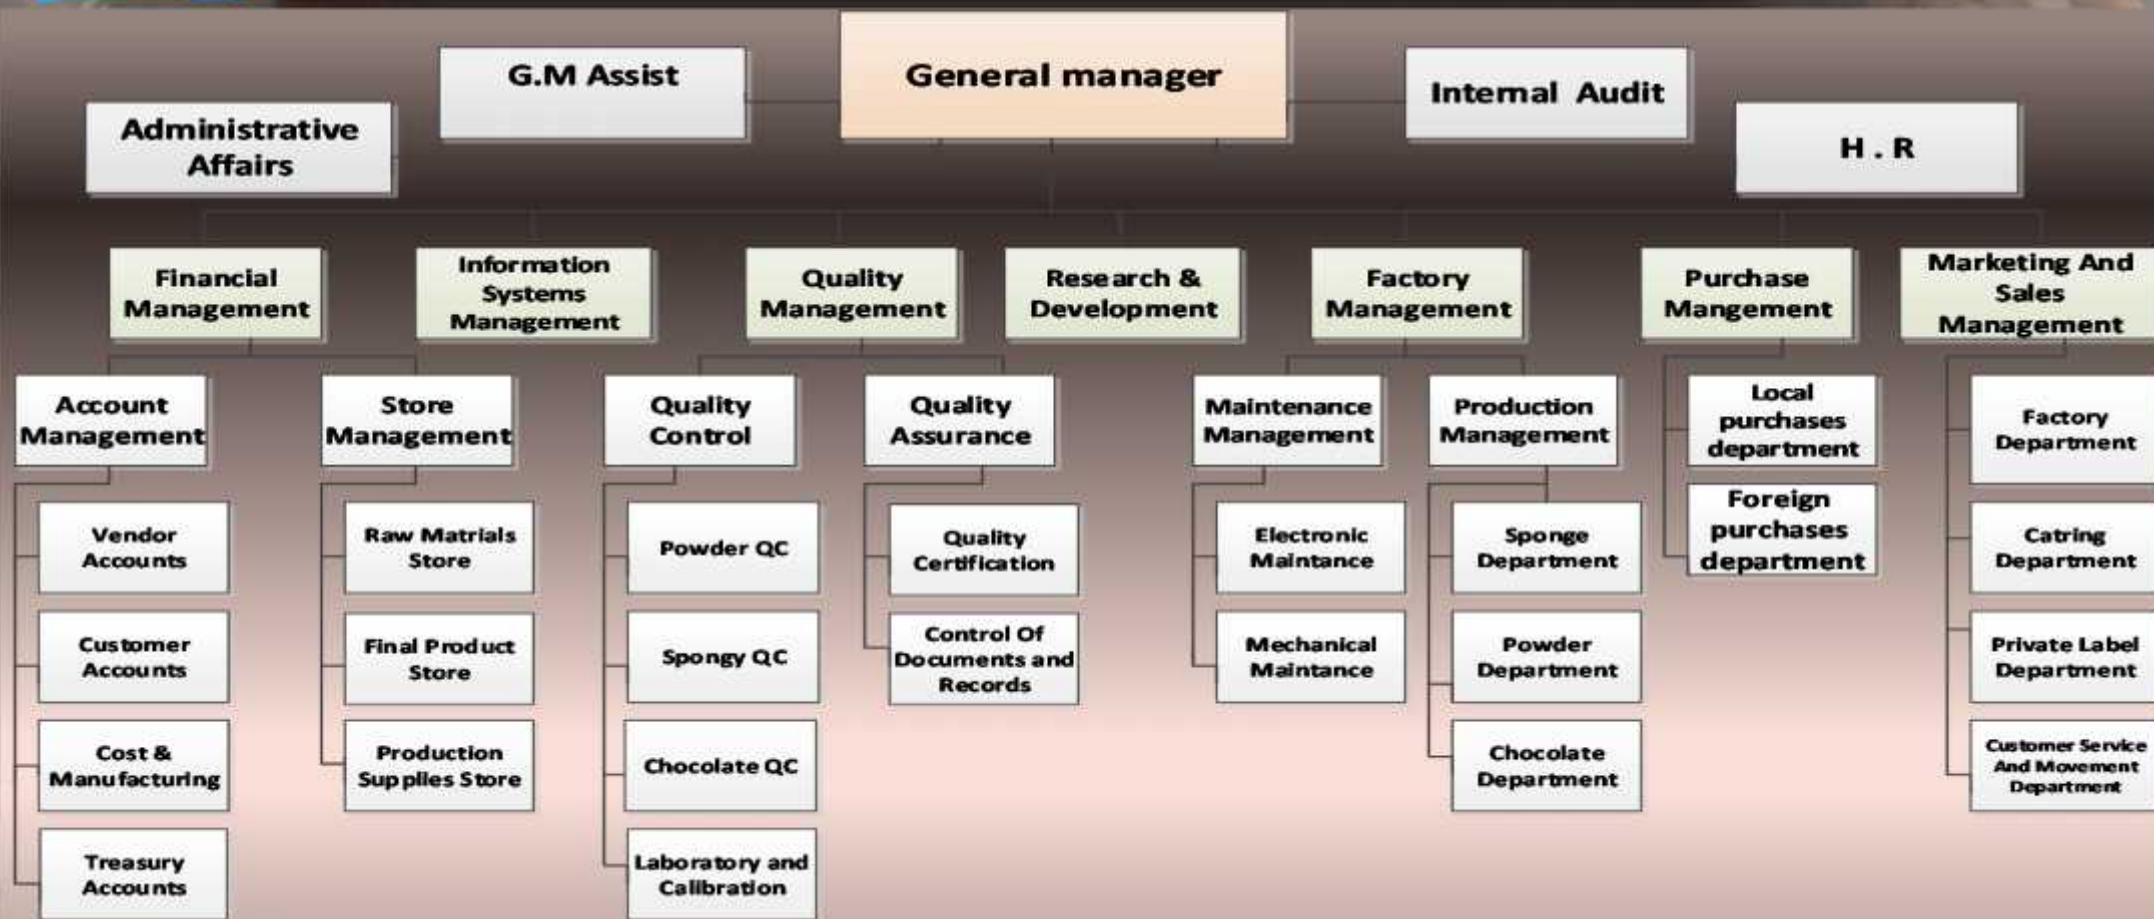 G.M Assist
General manager
Internal Audit
Administrative
Affairs
H . R
Financial
Management
Information
Systems
Management
Quality
Management
Research &
Development
Factory
Management
Purchase
Mangement
Marketing And
Sales
Management
Account
Management
Store
Management
Quality
Control
Quality
Assurance
Maintenance
Management
Production
Management
Local
purchases
department
Factory
Department
Vendor
Accounts
Raw Matrials
Store
Powder QC
Quality
Certification
Electronic
Maintance
Sponge
Department
Foreign
purchases
department
Catring
Department
Customer
Accounts
Final Product
Store
Spongy QC
Control Of
Documents and
Records
Mechanical
Maintance
Powder
Department
Private Label
Department
Cost &
Manufacturing
Production
Supplies Store
Chocolate QC
Chocolate
Department
Customer Service
And Movement
Department
Treasury
Accounts
Laboratory and
Calibration